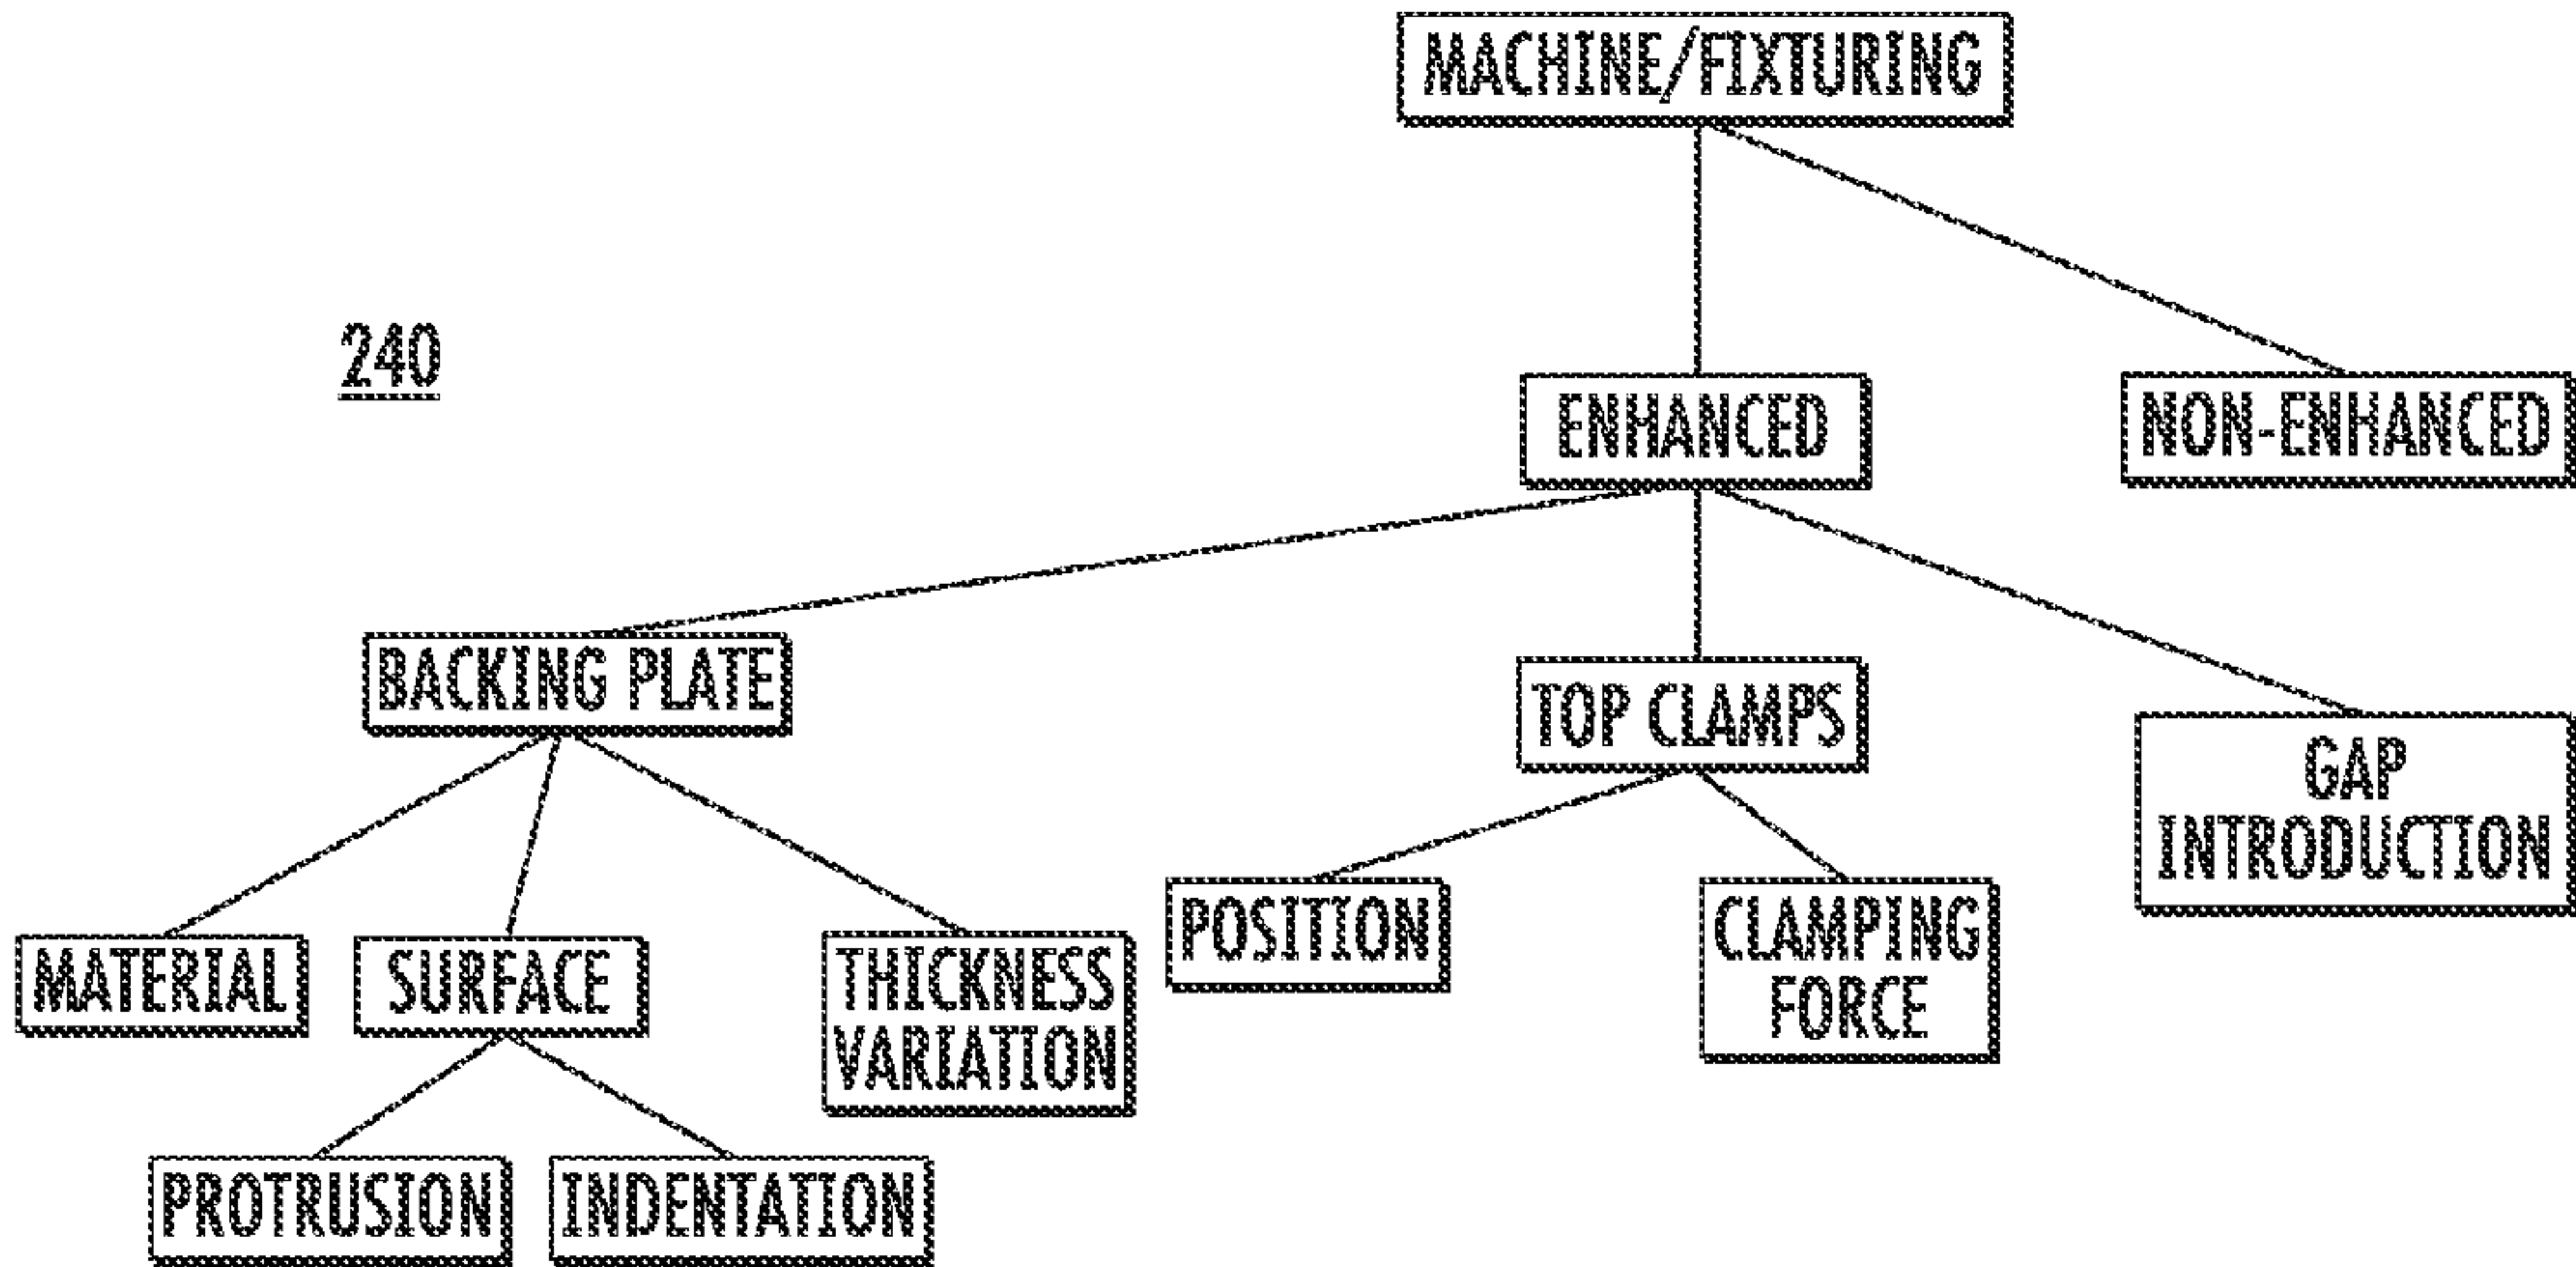 MACHINE/FIXTURING
240
ENHANCED
NON-ENHANCED
BACKING PLATE
TOP CLAMPS
GAP
INTRODUCTION
MATERIAL
SURFACE
THICKNESS
VARIATION
POSITION
CLAMPING
FORCE
PROTRUSION
INDENTATION